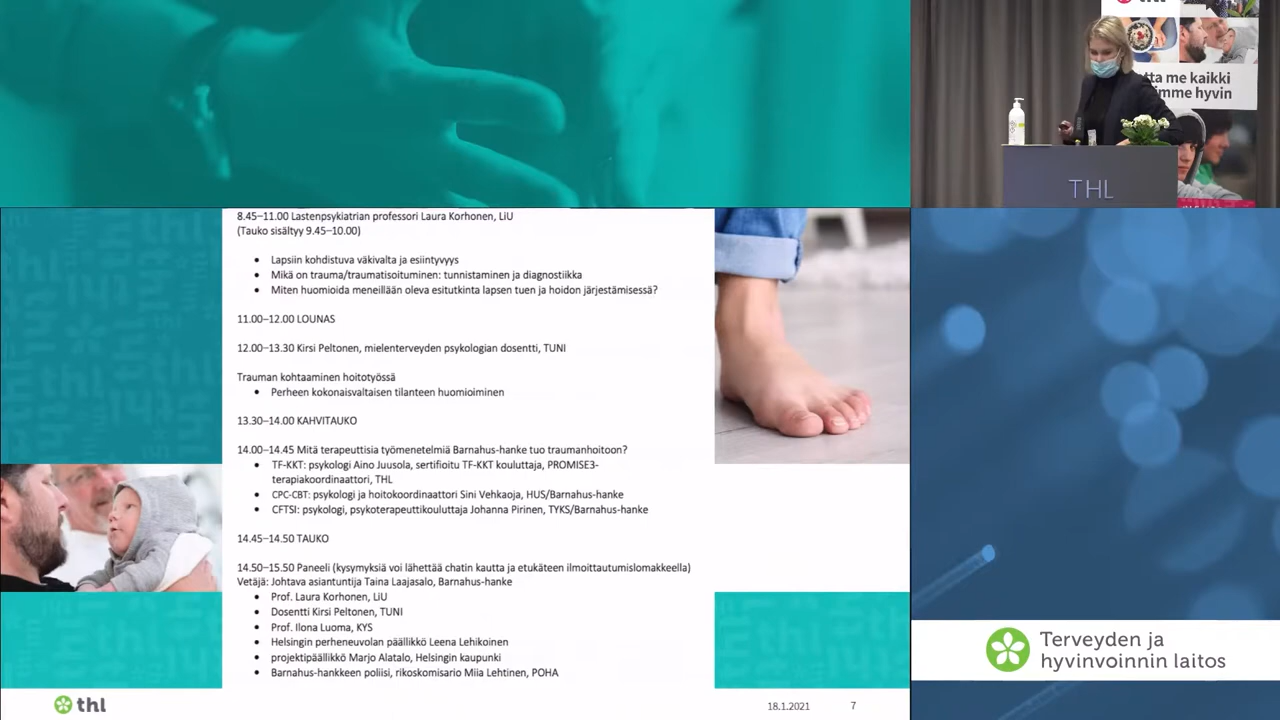 8.45–11.00 Lastenpsykiatrian professori Laura Korhonen, LiU
(Tauko sisältyy 9.45–10.00)
Lapsiin kohdistuva väkivalta ja esiintyvyys
Mikä on trauma/traumatisoituminen: tunnistaminen ja diagnostiikka
Miten huomioida meneillään oleva esitutkinta lapsen tuen ja hoidon järjestämisessä?
11.00–12.00 LOUNAS
12.00–13.30 Kirsi Peltonen, mielenterveyden psykologian dosentti, TUNI
Trauman kohtaaminen hoitotyössä
Perheen kokonaisvaltaisen tilanteen huomioiminen
13.30–14.00 KAHVITAUKO
14.00–14.45 Mitä terapeuttisia työmenetelmiä Barnahus-hanke tuo traumanhoitoon?
TF-KKT: psykologi Aino Juusola, sertifioitu TF-KKT kouluttaja, PROMISE3-
terapiakoordinaattori, THL
CPC-CBT: psykologi ja hoitokoordinaattori Sini Vehkaoja, HUS/Barnahus-hanke
CFTSI: psykologi, psykoterapeuttikouluttaja Johanna Pirinen, TYKS/Barnahus-hanke
14.45–14.50 TAUKO
14.50–15.50 Paneeli (kysymyksiä voi lähettää chatin kautta ja etukäteen ilmoittautumislomakkeella)
Vetäjä: Johtava asiantuntija Taina Laajasalo, Barnahus-hanke
Prof. Laura Korhonen, LiU
Dosentti Kirsi Peltonen, TUNI
Prof. Ilona Luoma, KYS
Helsingin perheneuvolan päällikkö Leena Lehikoinen
projektipäällikkö Marjo Alatalo, Helsingin kaupunki
Barnahus-hankkeen poliisi, rikoskomisario Miia Lehtinen, POHA
thl
18.1.2021
7
tta me kaikki
imme hyvin
THL
Terveyden ja
hyvinvoinnin laitos